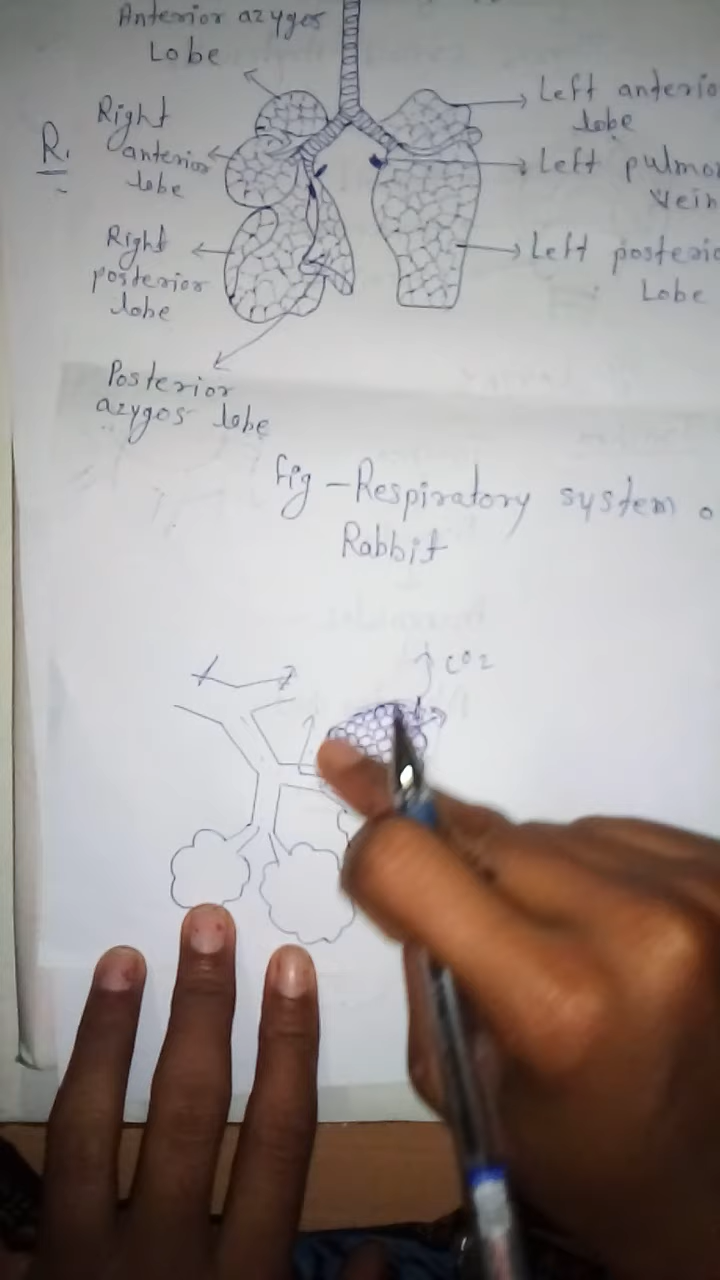 Anterior azygos
Lobe
R.
Right
anterior
lobe
Right
posterior
lobe
Posterior
azygos lobe
Left anterio
lobe
Left pulmo
vein
Left posterio
Lobe
fig - Respiratory system o
Rabbit
CO2